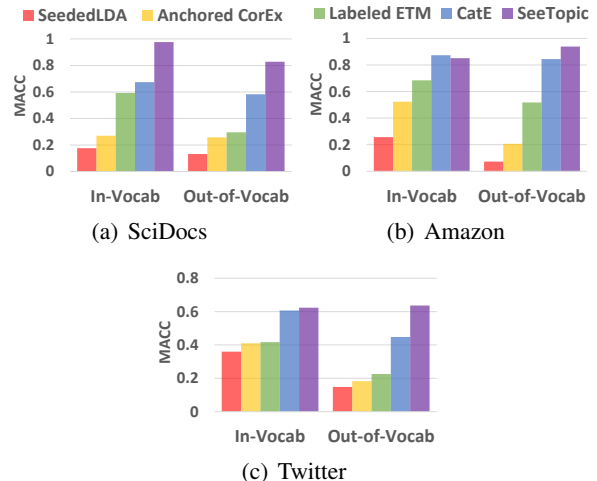 SeededLDA Anchored CorEx Labeled ETM CatE SeeTopic
MACC
1
0.8
0.6
0.4
0.2
0
In-Vocab Out-of-Vocab
(a) SciDocs
MACC
1
0.8
0.6
0.4
0.2
0
In-Vocab Out-of-Vocab
(b) Amazon
MACC
0.8
0.6
0.4
0.2
0
In-Vocab Out-of-Vocab
(c) Twitter